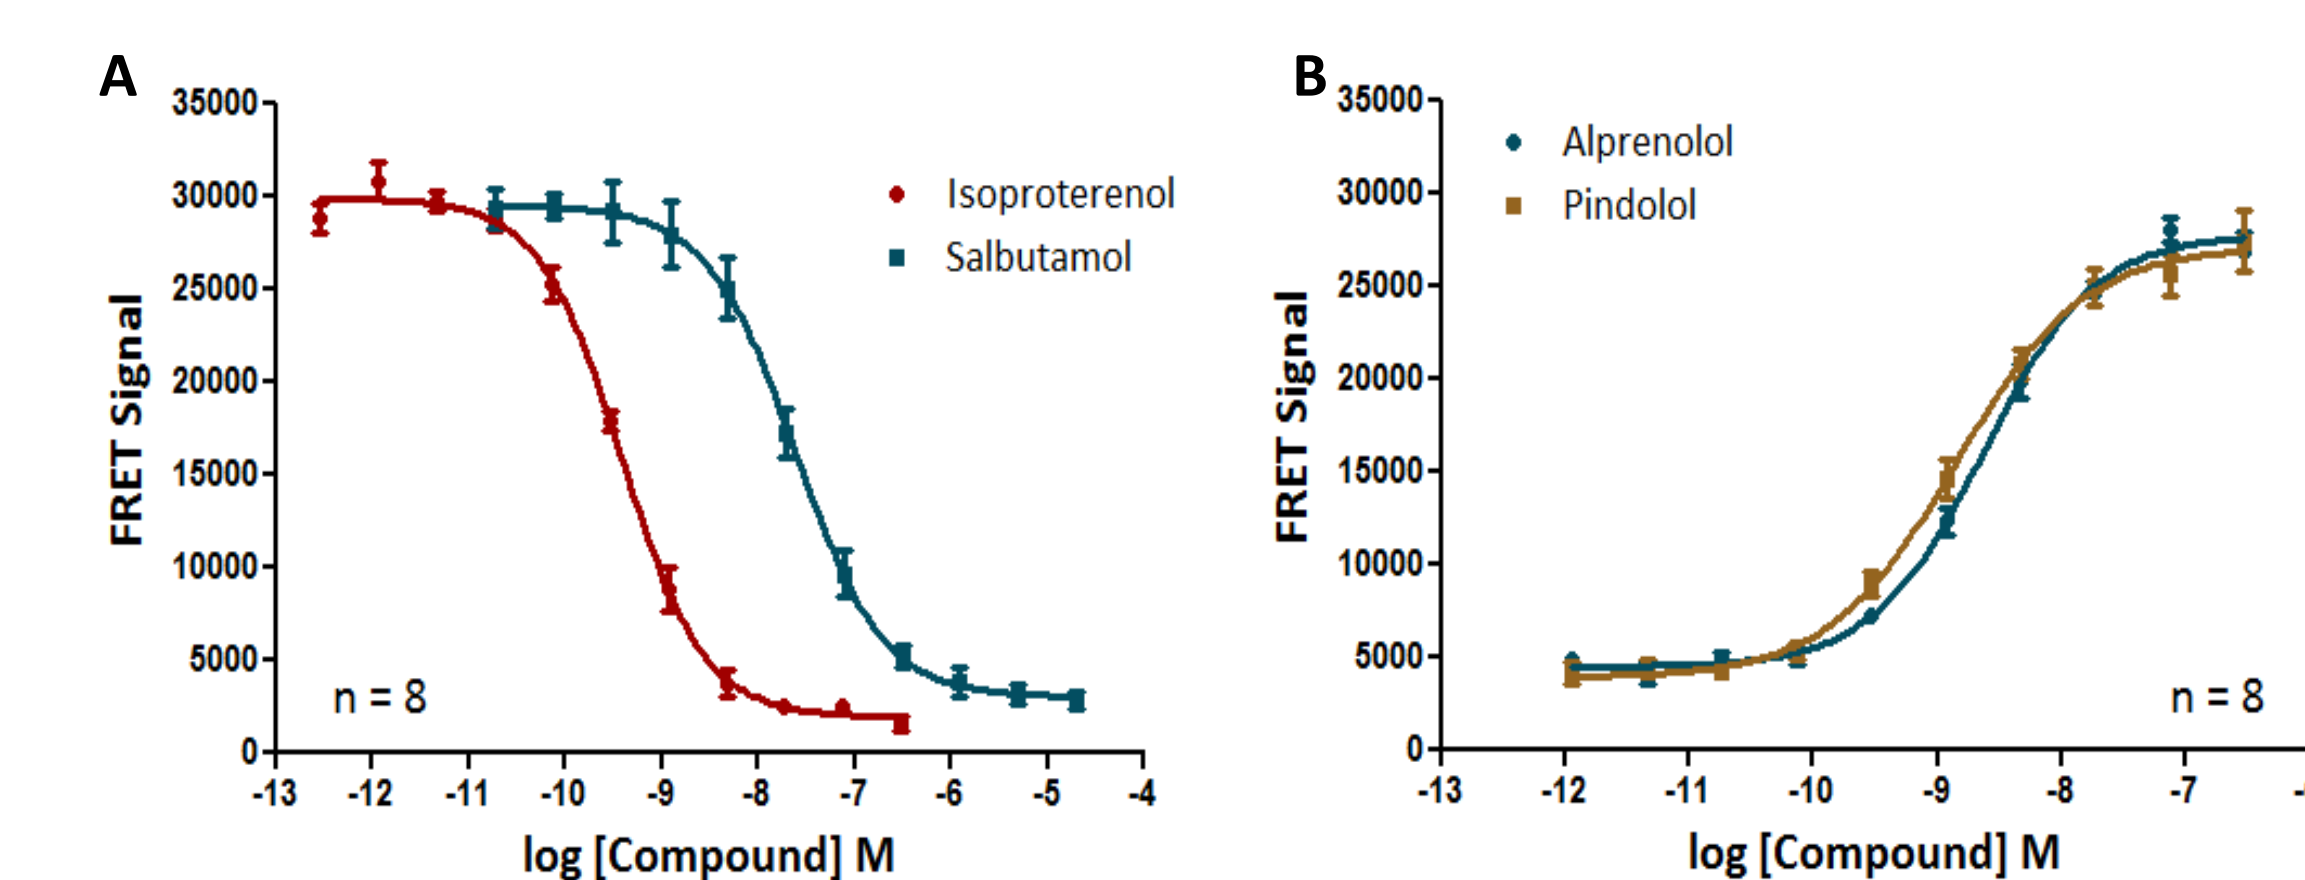 A
35000
30000
25000
20000
15000
10000
5000
0
FRET Signal
Isoproterenol
Salbutamol
n = 8
-13 -12 -11 -10 -9 -8 -7 -6 -5 -4
log [Compound] M
B
35000
30000
25000
20000
15000
10000
5000
0
FRET Signal
Alprenolol
Pindolol
n = 8
-13 -12 -11 -10 -9 -8 -7
log [Compound] M